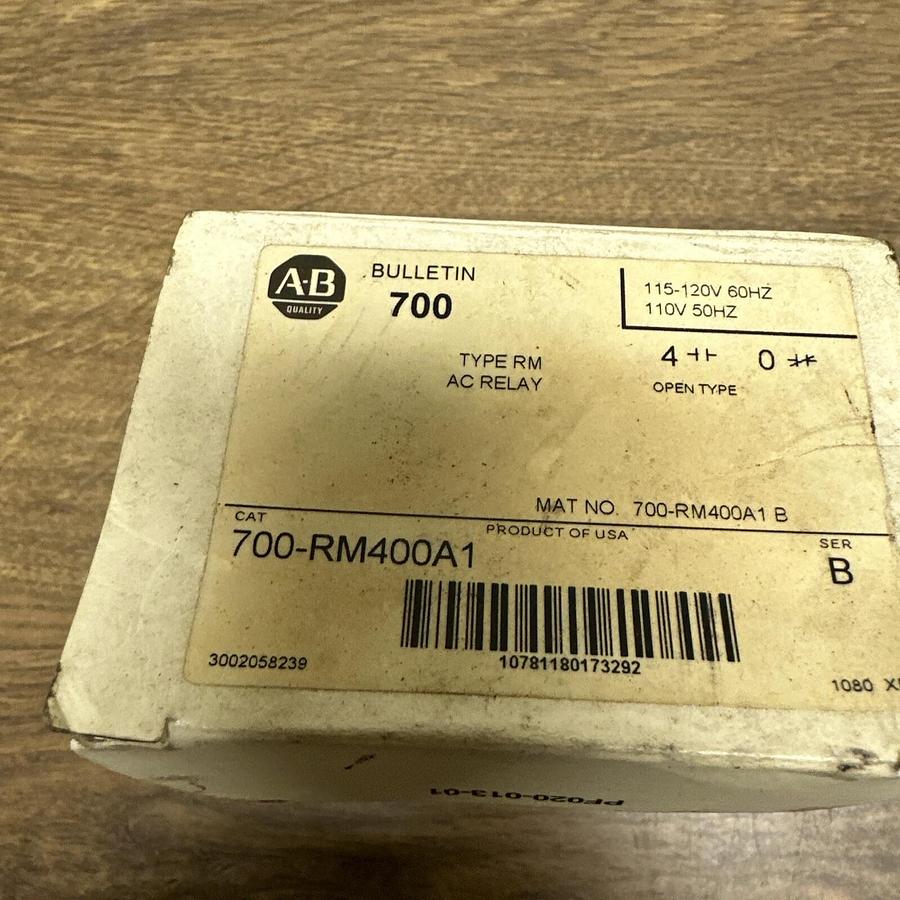 A-B
QUALITY
BULLETIN
700
115-120V 60HZ
110V 50HZ
TYPE RM
AC RELAY
4 0
OPEN TYPE
MAT NO. 700-RM400A1 B
CAT
PRODUCT OF USA
SER
700-RM400A1
B
10781180173292
3002058239
1080
PF020-013-01